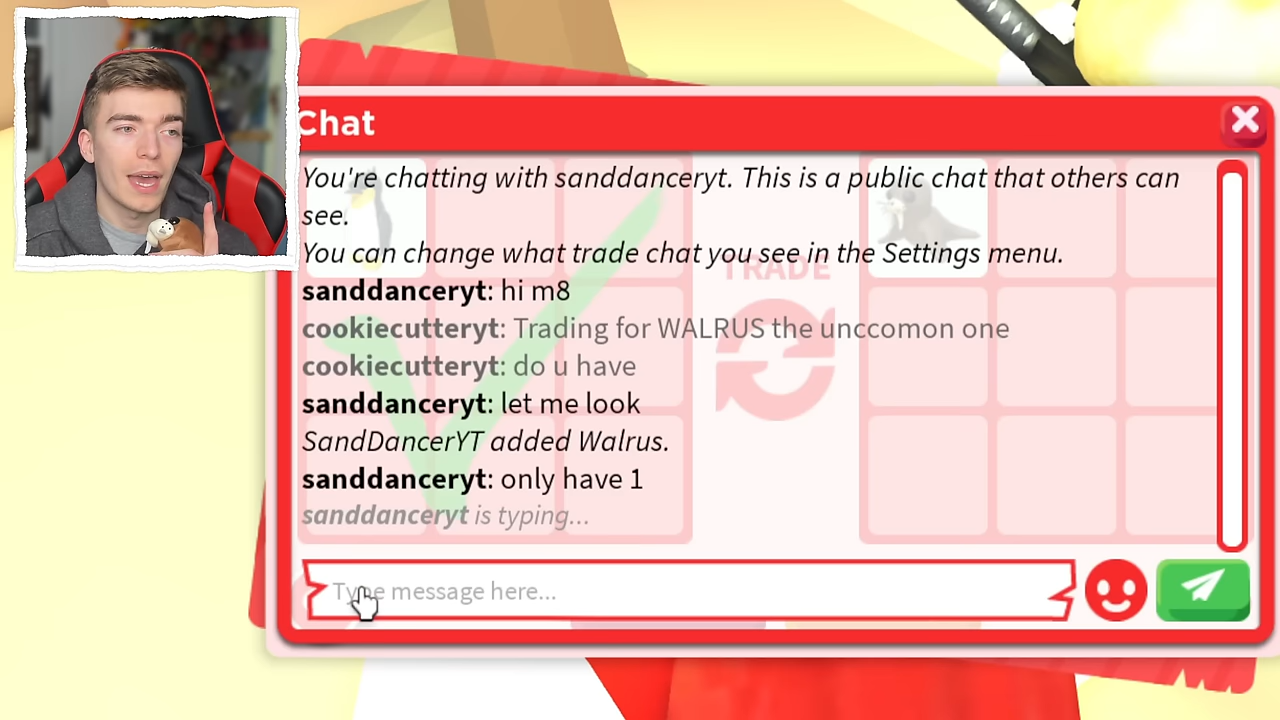 Chat
You're chatting with sanddanceryt. This is a public chat that others can
see.
You can change what trade chat you see in the Settings menu.
TRADE
sanddanceryt: hi m8
cookiecutteryt: Trading for WALRUS the unccomon one
cookiecutteryt: do u have
sanddanceryt: let me look
SandDancerYT added Walrus.
sanddanceryt: only have 1
sanddanceryt is typing...
Type message here...